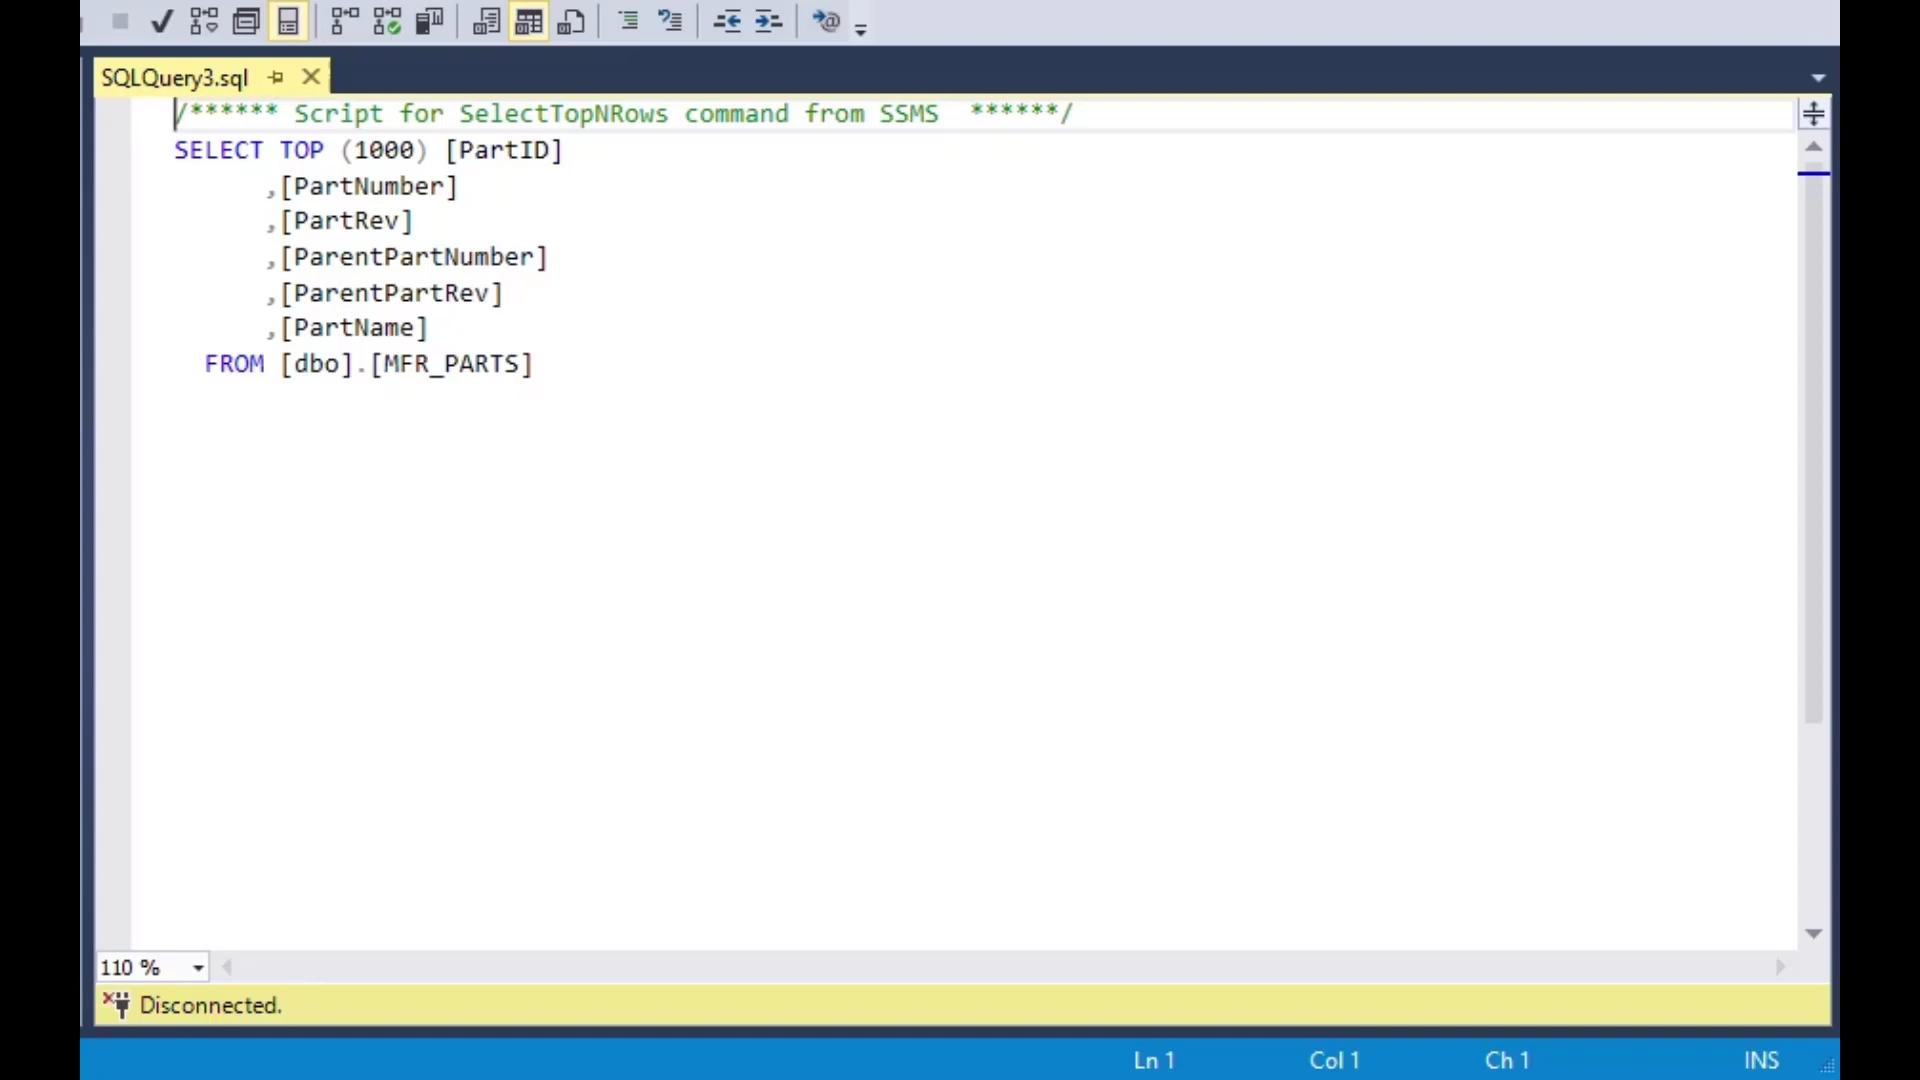 SQLQuery3.sql
/****** Script for SelectTopNRows command from SSMS  ******/
SELECT TOP (1000) [PartID]
      ,[PartNumber]
      ,[PartRev]
      ,[ParentPartNumber]
      ,[ParentPartRev]
      ,[PartName]
  FROM [dbo].[MFR_PARTS]
110 %
Disconnected.
Ln 1 Col 1 Ch 1 INS